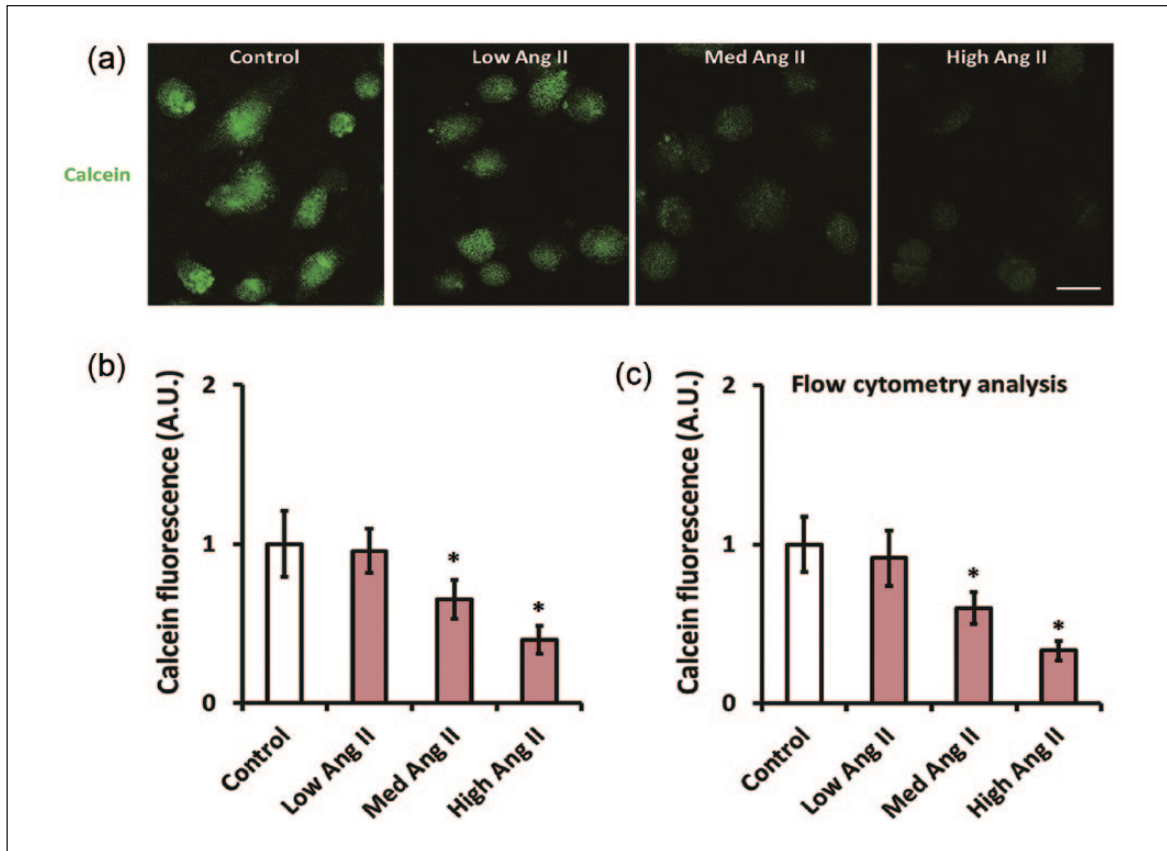 (a)
Control
Low Ang II
Med Ang II
High Ang II
Calcein
(b)
Calcein fluorescence (A.U.)
2
1
0
*
*
Control
Low Ang II
Med Ang II
High Ang II
(c)
Flow cytometry analysis
Calcein fluorescence (A.U.)
2
1
0
*
*
Control
Low Ang II
Med Ang II
High Ang II